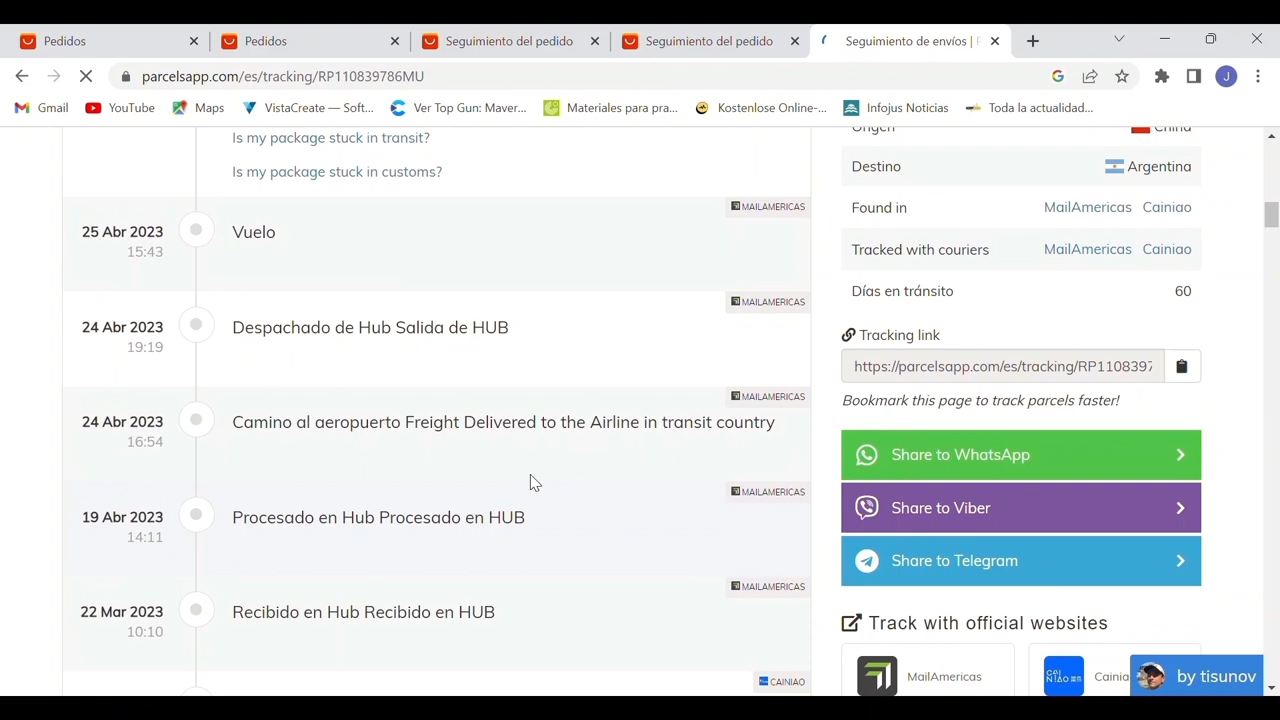 Pedidos
Pedidos
Seguimiento del pedido
Seguimiento del pedido
Seguimiento de envíos |
parcelsapp.com/es/tracking/RP110839786MU
Gmail
YouTube
Maps
VistaCreate — Soft...
Ver Top Gun: Maver...
Materiales para pra...
Kostenlose Online-...
Infojus Noticias
Toda la actualidad...
J
Is my package stuck in transit?
Is my package stuck in customs?
MAILAMERICAS
25 Abr 2023
15:43
Vuelo
MAILAMERICAS
24 Abr 2023
19:19
Despachado de Hub Salida de HUB
MAILAMERICAS
24 Abr 2023
16:54
Camino al aeropuerto Freight Delivered to the Airline in transit country
MAILAMERICAS
19 Abr 2023
14:11
Procesado en Hub Procesado en HUB
MAILAMERICAS
22 Mar 2023
10:10
Recibido en Hub Recibido en HUB
CAINIAO
Origen China
Destino Argentina
Found in MailAmericas Cainiao
Tracked with couriers MailAmericas Cainiao
Días en tránsito 60
Tracking link
https://parcelsapp.com/es/tracking/RP1108397
Bookmark this page to track parcels faster!
Share to WhatsApp
Share to Viber
Share to Telegram
Track with official websites
MailAmericas
Cainia
by tisunov